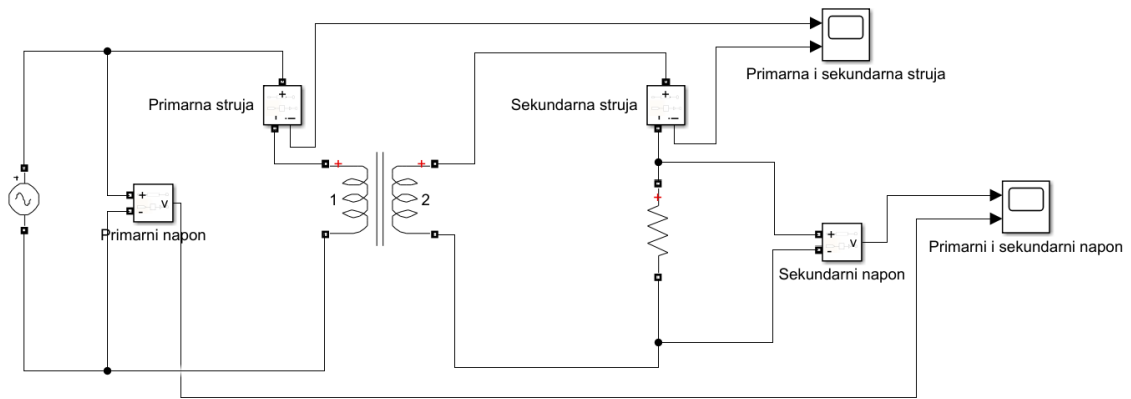 Primarna i sekundarna struja
Primarna struja
Sekundarna struja
+
- i
+
- i
+
+
1
2
+
+
-
v
Primarni napon
+
+
-
v
Sekundarni napon
Primarni i sekundarni napon